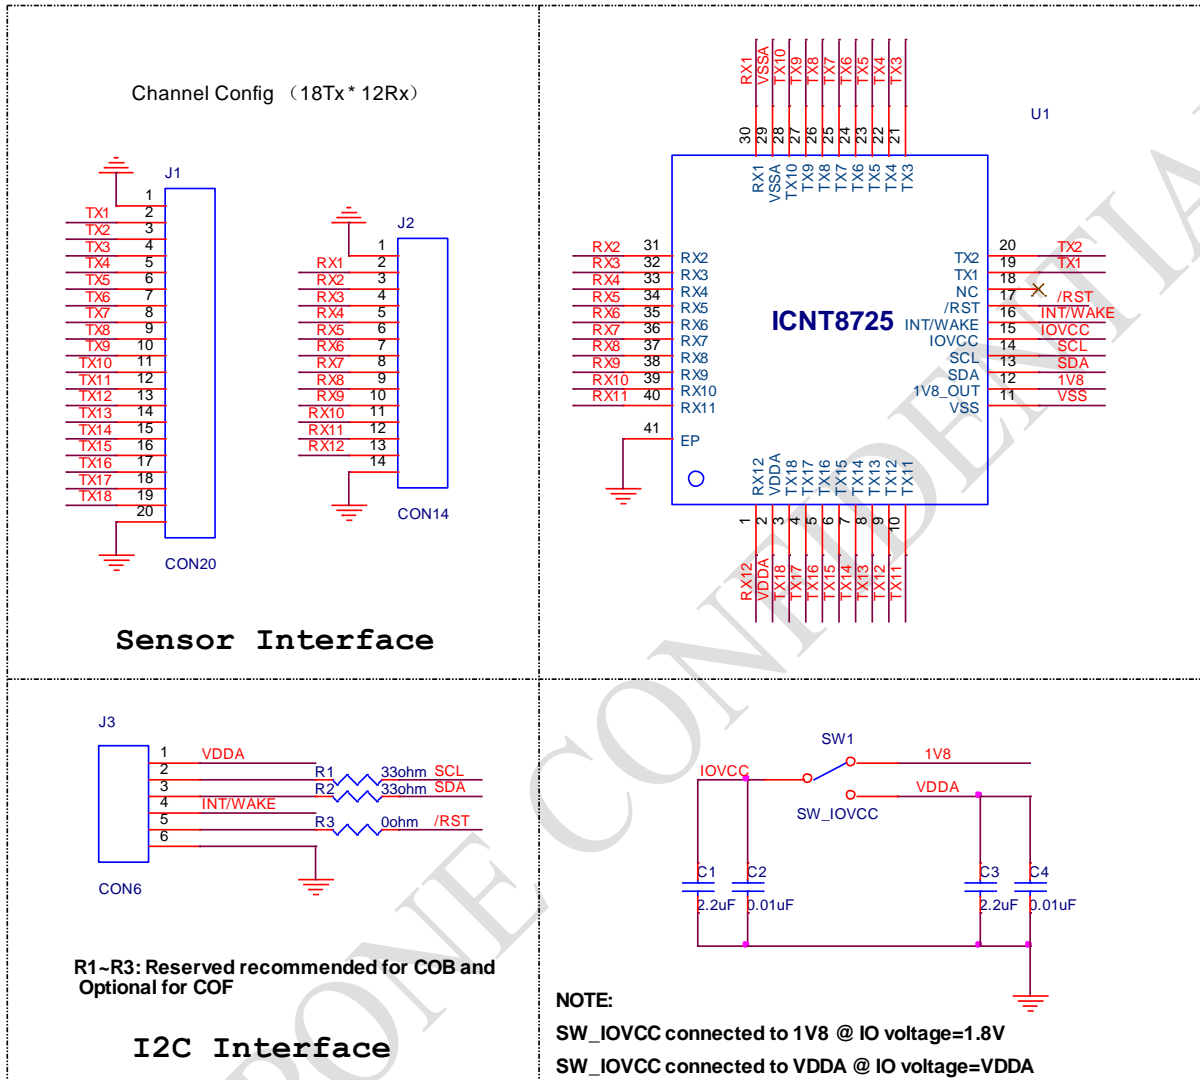 Channel Config （18Tx * 12Rx）
J1
1
TX1 2
TX2 3
TX3 4
TX4 5
TX5 6
TX6 7
TX7 8
TX8 9
TX9 10
TX10 11
TX11 12
TX12 13
TX13 14
TX14 15
TX15 16
TX16 17
TX17 18
TX18 19
20
CON20
J2
1
RX1 2
RX2 3
RX3 4
RX4 5
RX5 6
RX6 7
RX7 8
RX8 9
RX9 10
RX10 11
RX11 12
RX12 13
14
CON14
Sensor Interface
U1
RX1 VSSA TX10 TX9 TX8 TX7 TX6 TX5 TX4 TX3
30 29 28 27 26 25 24 23 22 21
RX1 VSSA TX10 TX9 TX8 TX7 TX6 TX5 TX4 TX3
RX2 31 RX2
RX3 32 RX3
RX4 33 RX4
RX5 34 RX5
RX6 35 RX6
RX7 36 RX7
RX8 37 RX8
RX9 38 RX9
RX10 39 RX10
RX11 40 RX11
41 EP
ICNT8725
TX2 20 TX2
TX1 19 TX1
NC 18
/RST 17 /RST
INT/WAKE 16 INT/WAKE
IOVCC 15 IOVCC
SCL 14 SCL
SDA 13 SDA
1V8_OUT 12 1V8
VSS 11 VSS
RX12 VDDA TX18 TX17 TX16 TX15 TX14 TX13 TX12 TX11
1 2 3 4 5 6 7 8 9 10
RX12 VDDA TX18 TX17 TX16 TX15 TX14 TX13 TX12 TX11
J3
1 VDDA
2 R1 33ohm SCL
3 R2 33ohm SDA
4 INT/WAKE
5 R3 0ohm /RST
6
CON6
R1~R3: Reserved recommended for COB and
Optional for COF
I2C Interface
SW1
IOVCC 1V8
VDDA
SW_IOVCC
C1 C2 C3 C4
2.2uF 0.01uF 2.2uF 0.01uF
NOTE:
SW_IOVCC connected to 1V8 @ IO voltage=1.8V
SW_IOVCC connected to VDDA @ IO voltage=VDDA